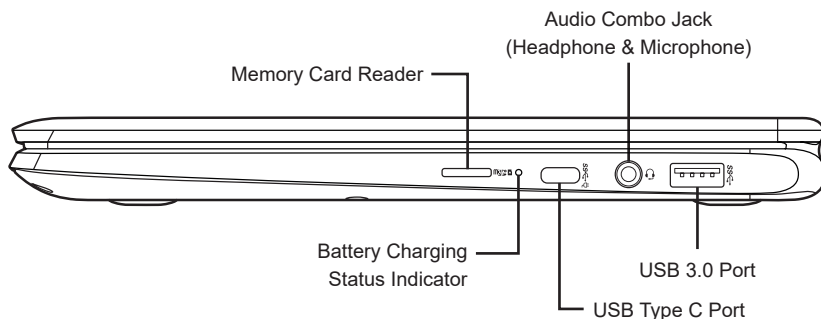 Audio Combo Jack
(Headphone & Microphone)
Memory Card Reader
Battery Charging
Status Indicator
USB 3.0 Port
USB Type C Port